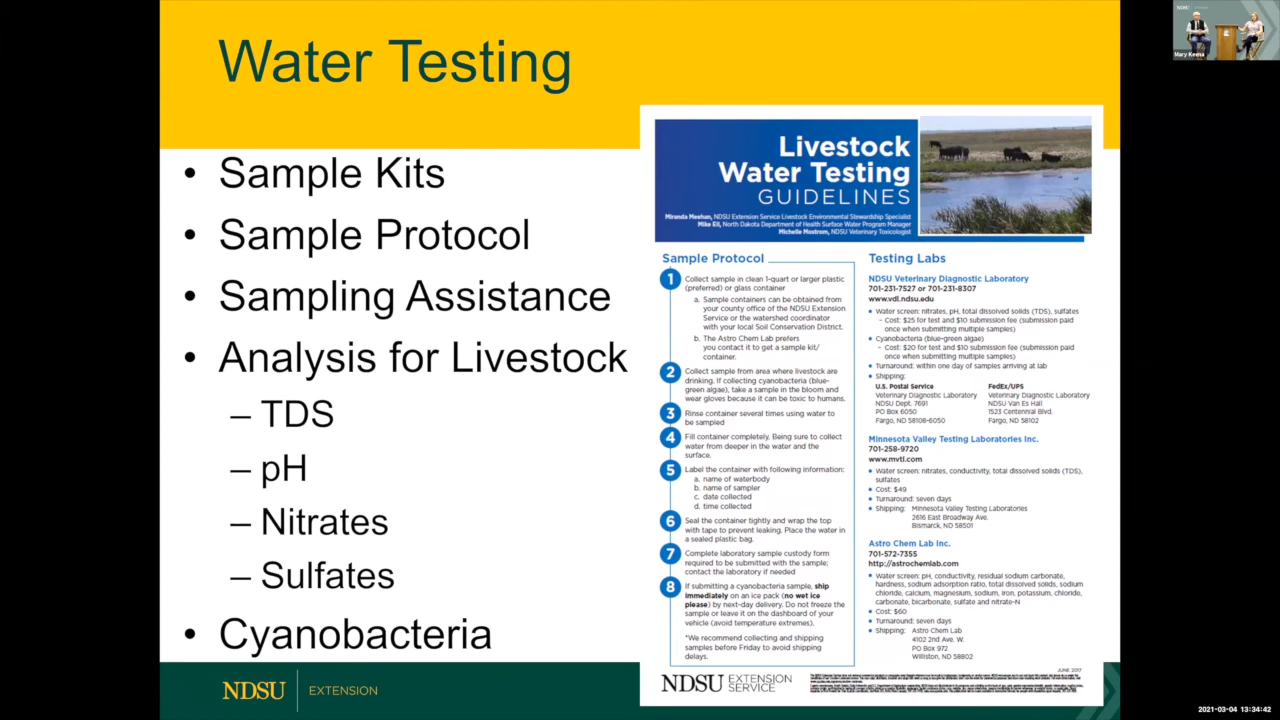 Water Testing
• Sample Kits
• Sample Protocol
• Sampling Assistance
• Analysis for Livestock
– TDS
– pH
– Nitrates
– Sulfates
• Cyanobacteria
NDSU | EXTENSION
Livestock
Water Testing
GUIDELINES
Miranda Meehan, NDSU Extension Service Livestock Environmental Stewardship Specialist
Mike Ell, North Dakota Department of Health Surface Water Program Manager
Michelle Mostrom, NDSU Veterinary Toxicologist
Sample Protocol
1 Collect sample in clean 1-quart or larger plastic
(preferred) or glass container
a. Sample containers can be obtained from
your county office of the NDSU Extension
Service or the watershed coordinator
with your local Soil Conservation District.
b. The Astro Chem Lab prefers
you contact it to get a sample kit/
container.
2 Collect sample from area where livestock are
drinking. If collecting cyanobacteria (blue-
green algae), take a sample in the bloom and
wear gloves because it can be toxic to humans.
3 Rinse container several times using water to
be sampled
4 Fill container completely. Being sure to collect
water from deeper in the water and the
surface.
5 Label the container with following information:
a. name of waterbody
b. name of sampler
c. date collected
d. time collected
6 Seal the container tightly and wrap the top
with tape to prevent leaking. Place the water in
a sealed plastic bag.
7 Complete laboratory sample custody form
required to be submitted with the sample;
contact the laboratory if needed
8 If submitting a cyanobacteria sample, ship
immediately on an ice pack (no wet ice
please) by next-day delivery. Do not freeze the
sample or leave it on the dashboard of your
vehicle (avoid temperature extremes).
*We recommend collecting and shipping
samples before Friday to avoid shipping
delays.
Testing Labs
NDSU Veterinary Diagnostic Laboratory
701-231-7527 or 701-231-8307
www.vdl.ndsu.edu
• Water screen: nitrates, pH, total dissolved solids (TDS), sulfates
– Cost: $25 for test and $10 submission fee (submission paid
once when submitting multiple samples)
• Cyanobacteria (blue-green algae)
– Cost: $20 for test and $10 submission fee (submission paid
once when submitting multiple samples)
• Turnaround: within one day of samples arriving at lab
• Shipping:
U.S. Postal Service
Veterinary Diagnostic Laboratory
NDSU Dept. 7691
PO Box 6050
Fargo, ND 58108-6050
FedEx/UPS
Veterinary Diagnostic Laboratory
NDSU Van Es Hall
1523 Centennial Blvd.
Fargo, ND 58102
Minnesota Valley Testing Laboratories Inc.
701-258-9720
www.mvtl.com
• Water screen: nitrates, conductivity, total dissolved solids (TDS),
sulfates
• Cost: $49
• Turnaround: seven days
• Shipping: Minnesota Valley Testing Laboratories
2616 East Broadway Ave.
Bismarck, ND 58501
Astro Chem Lab Inc.
701-572-7355
http://astrochemlab.com
• Water screen: pH, conductivity, residual sodium carbonate,
hardness, sodium adsorption ratio, total dissolved solids, sodium
chloride, calcium, magnesium, sodium, iron, potassium, chloride,
carbonate, bicarbonate, sulfate and nitrate-N
• Cost: $60
• Turnaround: seven days
• Shipping: Astro Chem Lab
4102 2nd Ave. W.
PO Box 972
Williston, ND 58802
JUNE 2017
NDSU EXTENSION
SERVICE
NDSU
Mary Keena
2021-03-04 13:34:42